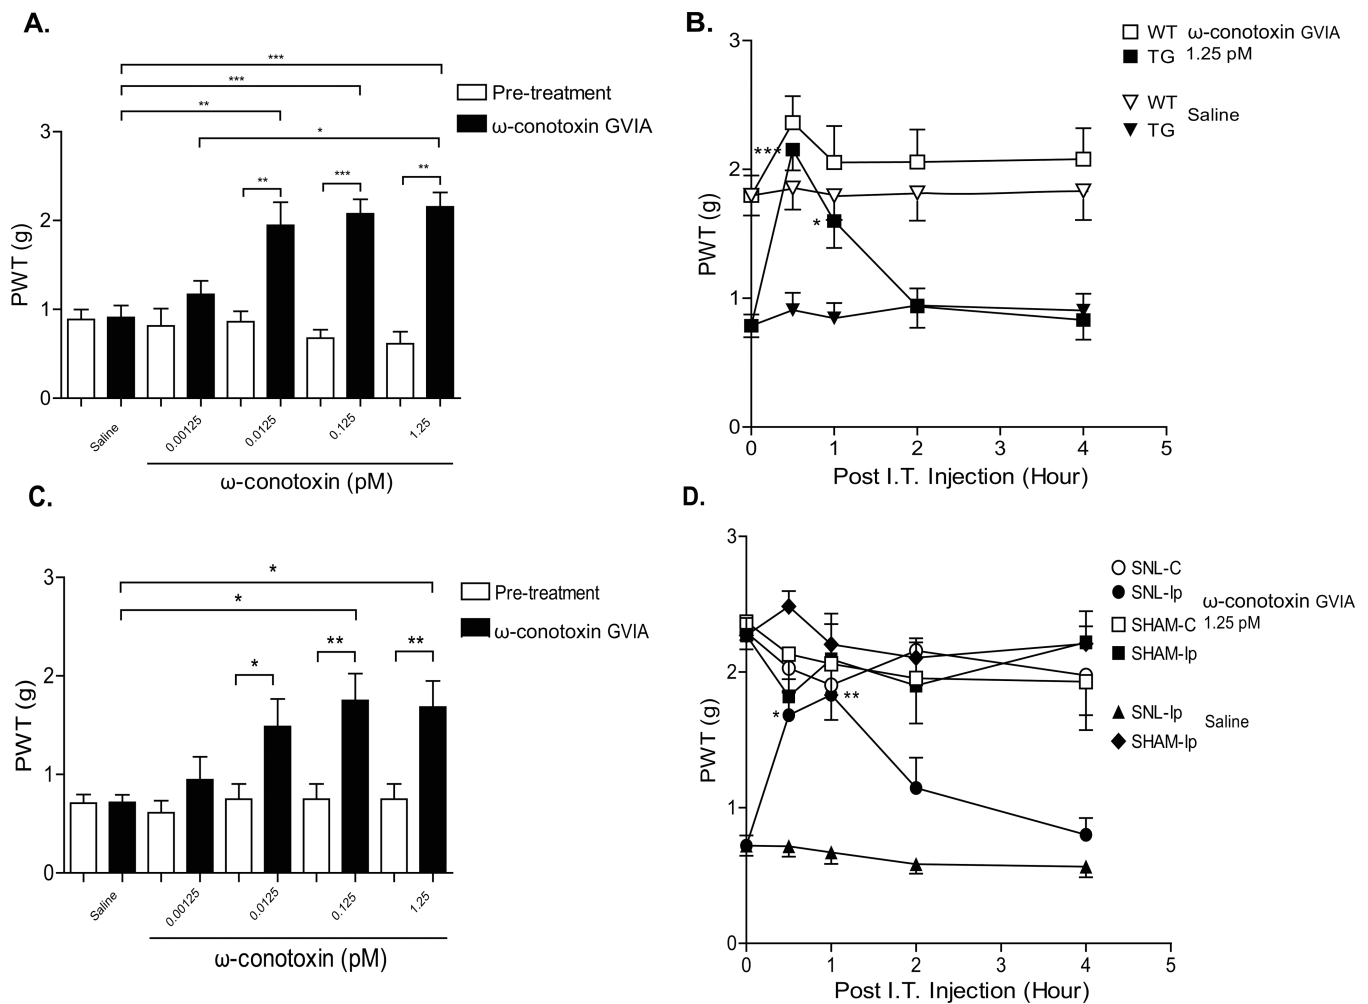 A.
***
***
**
*
**
***
**
Pre-treatment
ω-conotoxin GVIA
3
2
1
0
PWT (g)
Saline
0.00125
0.0125
0.125
1.25
ω-conotoxin (pM)
B.
WT
TG
ω-conotoxin GVIA
1.25 pM
WT
TG
Saline
3
2
1
0
PWT (g)
***
*
0 1 2 3 4 5
Post I.T. Injection (Hour)
C.
*
*
*
**
**
Pre-treatment
ω-conotoxin GVIA
3
2
1
0
PWT (g)
Saline
0.00125
0.0125
0.125
1.25
ω-conotoxin (pM)
D.
SNL-C
SNL-Ip
SHAM-C
SHAM-Ip
ω-conotoxin GVIA
1.25 pM
SNL-Ip
SHAM-Ip
Saline
3
2
1
0
PWT (g)
*
**
0 1 2 3 4 5
Post I.T. Injection (Hour)